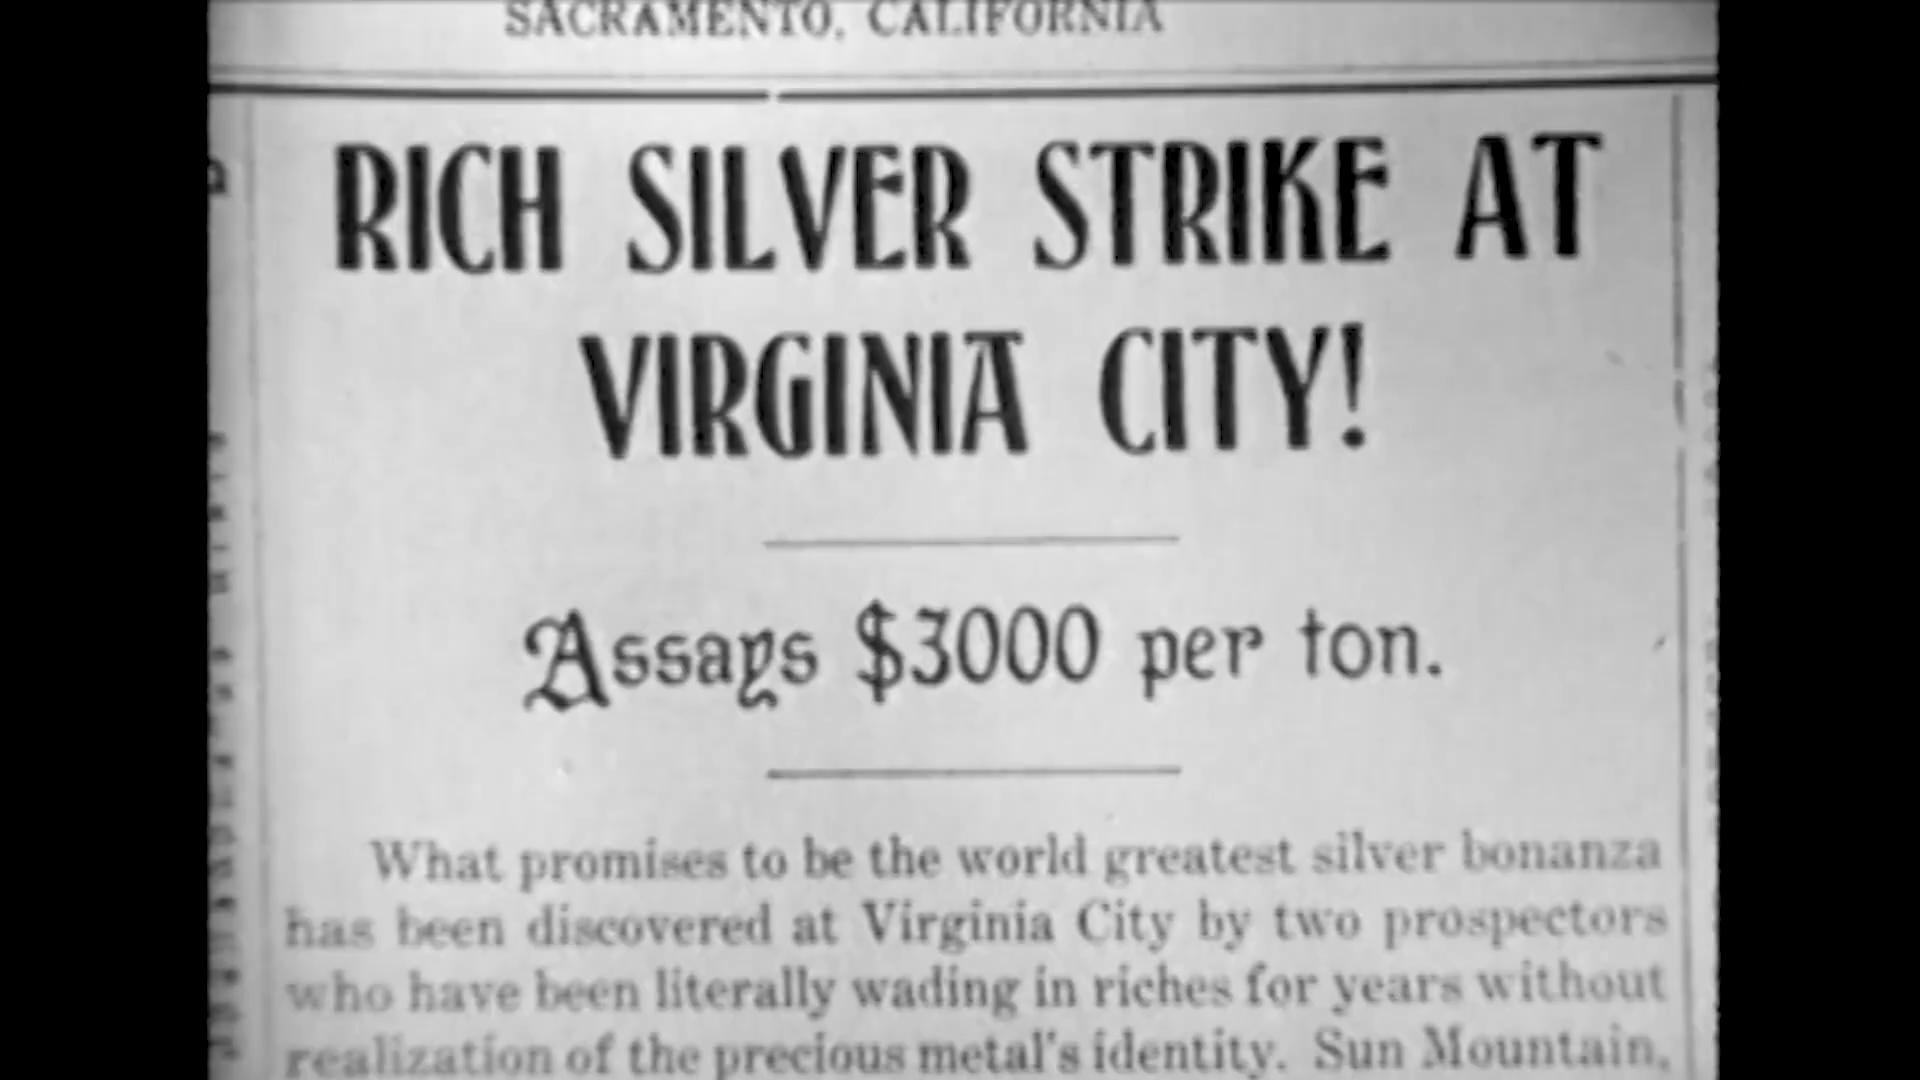 SACRAMENTO, CALIFORNIA
RICH SILVER STRIKE AT
VIRGINIA CITY!
Assays $3000 per ton.
What promises to be the world greatest silver bonanza
has been discovered at Virginia City by two prospectors
who have been literally wading in riches for years without
realization of the precious metal's identity. Sun Mountain,